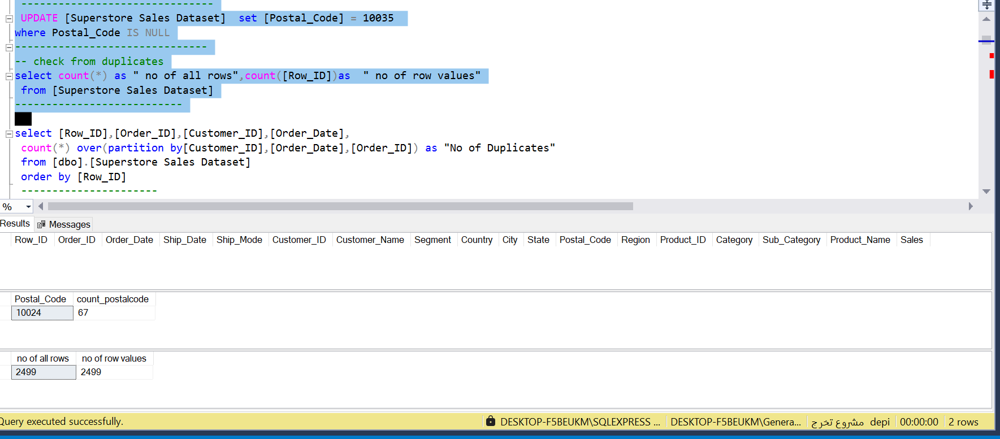 -------------------------------
UPDATE [Superstore Sales Dataset]  set [Postal_Code] = 10035
where Postal_Code IS NULL
-------------------------------
-- check from duplicates
select count(*) as " no of all rows",count([Row_ID])as  " no of row values"
from [Superstore Sales Dataset]
---------------------------
select [Row_ID],[Order_ID],[Customer_ID],[Order_Date],
count(*) over(partition by[Customer_ID],[Order_Date],[Order_ID]) as "No of Duplicates"
from [dbo].[Superstore Sales Dataset]
order by [Row_ID]
----------------------
%
Results Messages
Row_ID Order_ID Order_Date Ship_Date Ship_Mode Customer_ID Customer_Name Segment Country City State Postal_Code Region Product_ID Category Sub_Category Product_Name Sales
Postal_Code count_postalcode
10024 67
no of all rows no of row values
2499 2499
Query executed successfully. DESKTOP-F5BEUKM\SQLEXPRESS ... DESKTOP-F5BEUKM\Genera... مشروع تخرج depi 00:00:00 2 rows